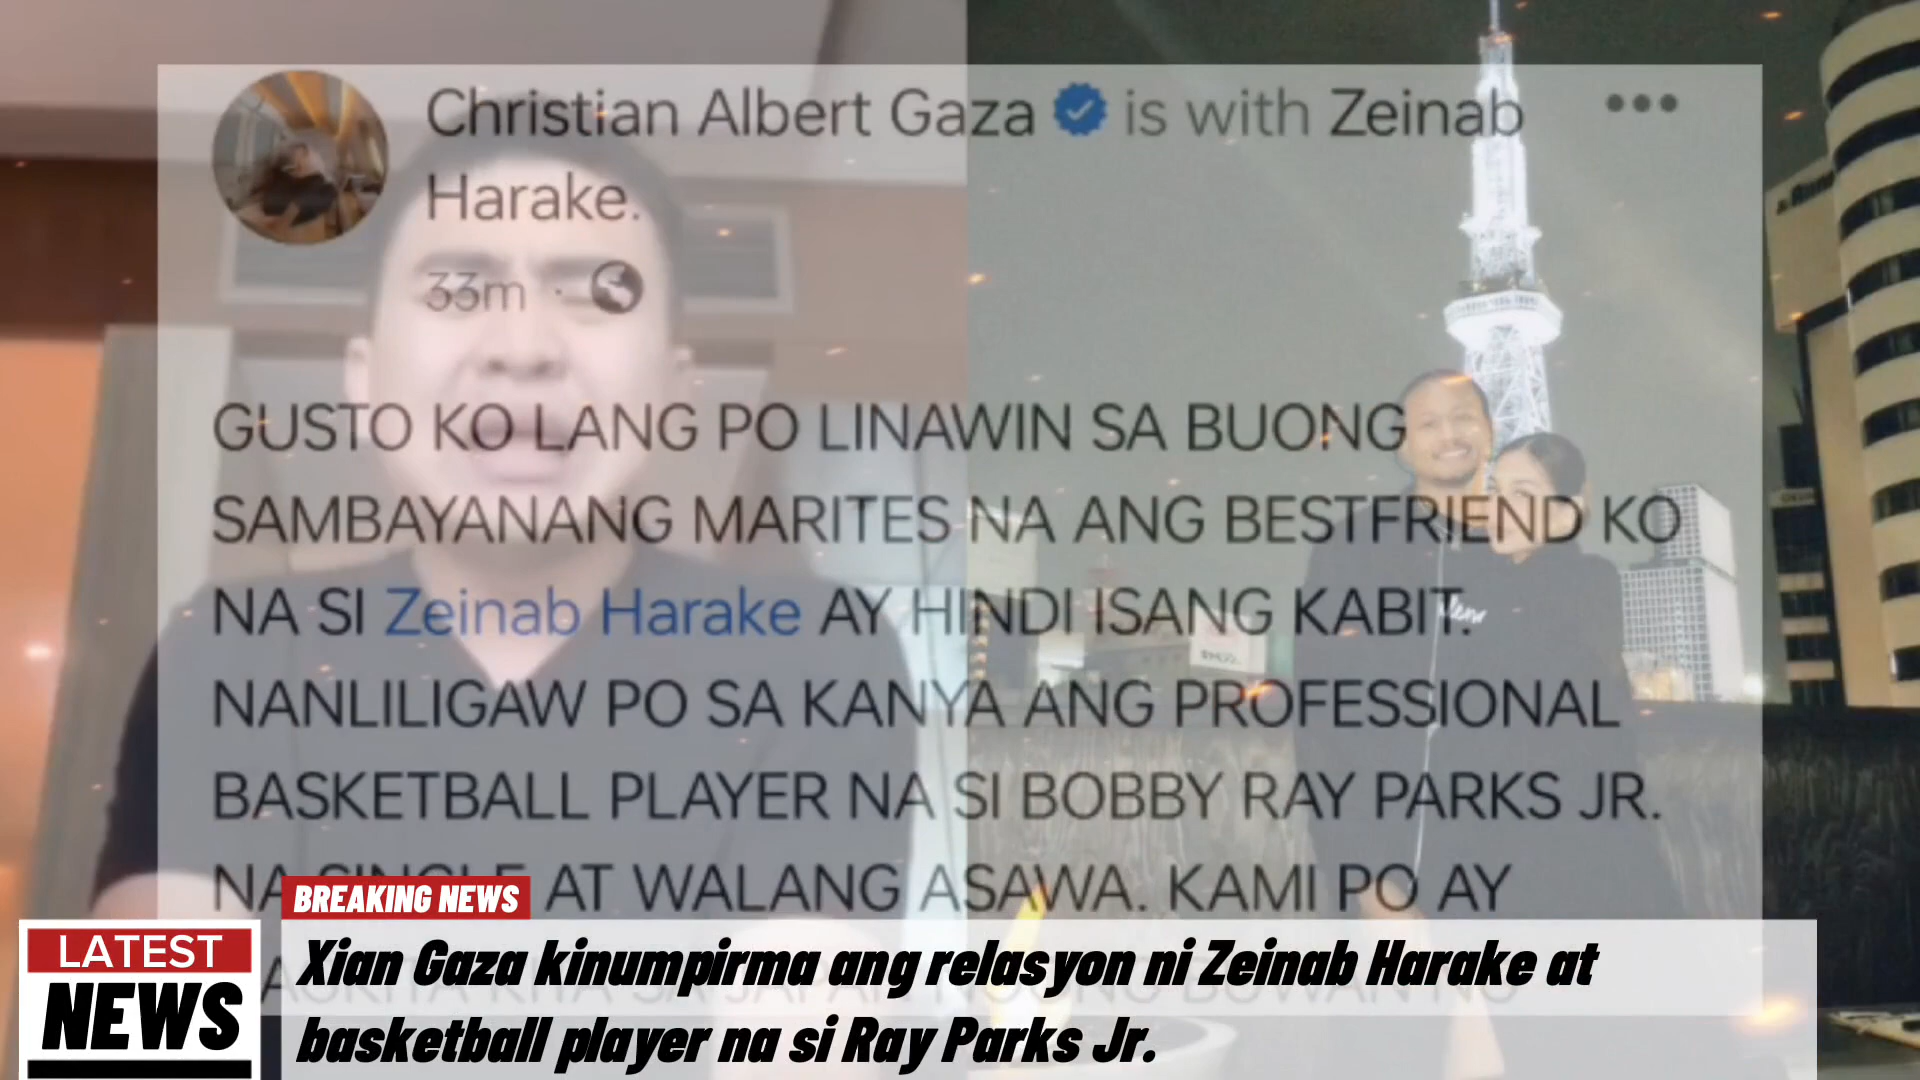 Christian Albert Gaza is with Zeinab
Harake.
33m
GUSTO KO LANG PO LINAWIN SA BUONG
SAMBAYANANG MARITES NA ANG BESTFRIEND KO
NA SI Zeinab Harake AY HINDI ISANG KABIT.
NANLILIGAW PO SA KANYA ANG PROFESSIONAL
BASKETBALL PLAYER NA SI BOBBY RAY PARKS JR.
NA SINGLE AT WALANG ASAWA. KAMI PO AY
BREAKING NEWS
LATEST
NEWS
Xian Gaza kinumpirma ang relasyon ni Zeinab Harake at
basketball player na si Ray Parks Jr.